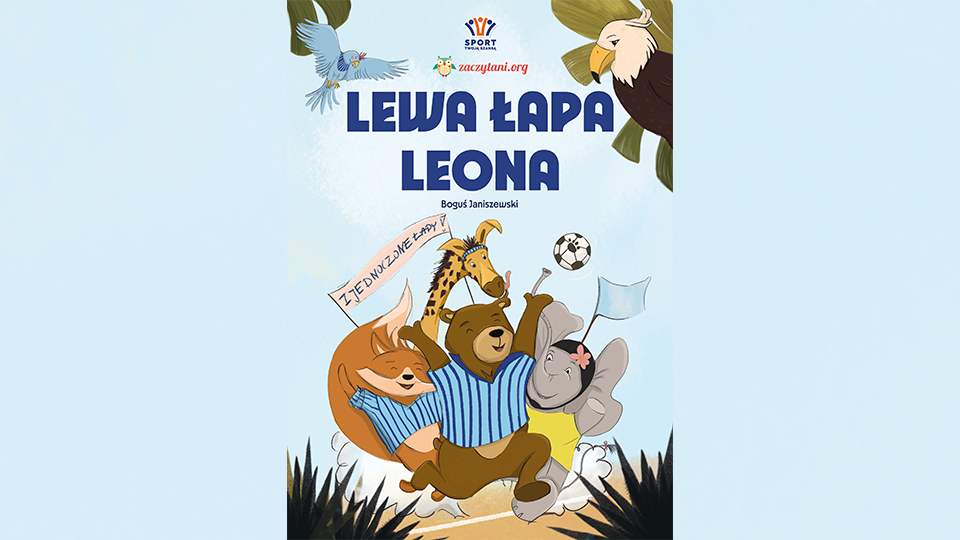 SPORT
TWOJĄ SZANSĄ
zaczytani.org
LEWA ŁAPA
LEONA
Boguś Janiszewski
ZJEDNOCZONE ŁAPY!